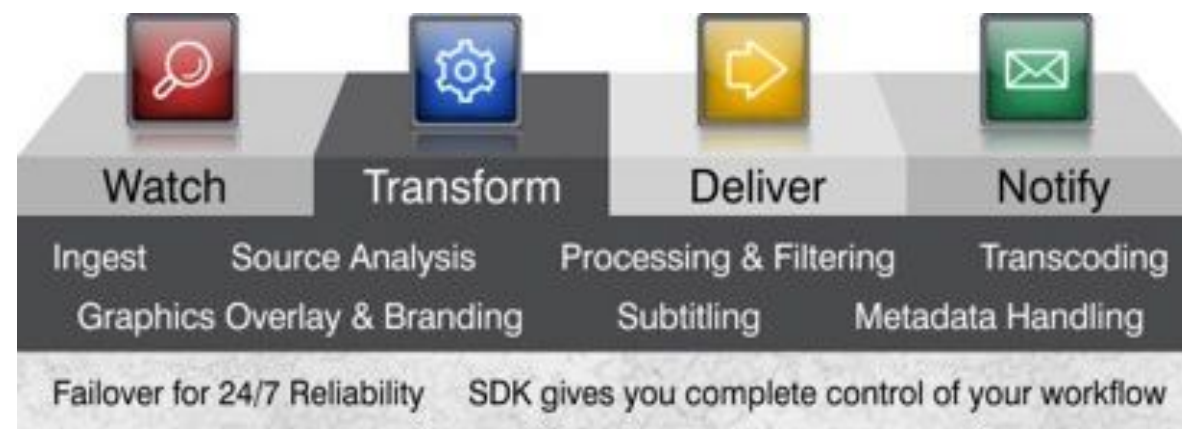 Watch Transform Deliver Notify
Ingest Source Analysis Processing & Filtering Transcoding
Graphics Overlay & Branding Subtitling Metadata Handling
Failover for 24/7 Reliability SDK gives you complete control of your workflow